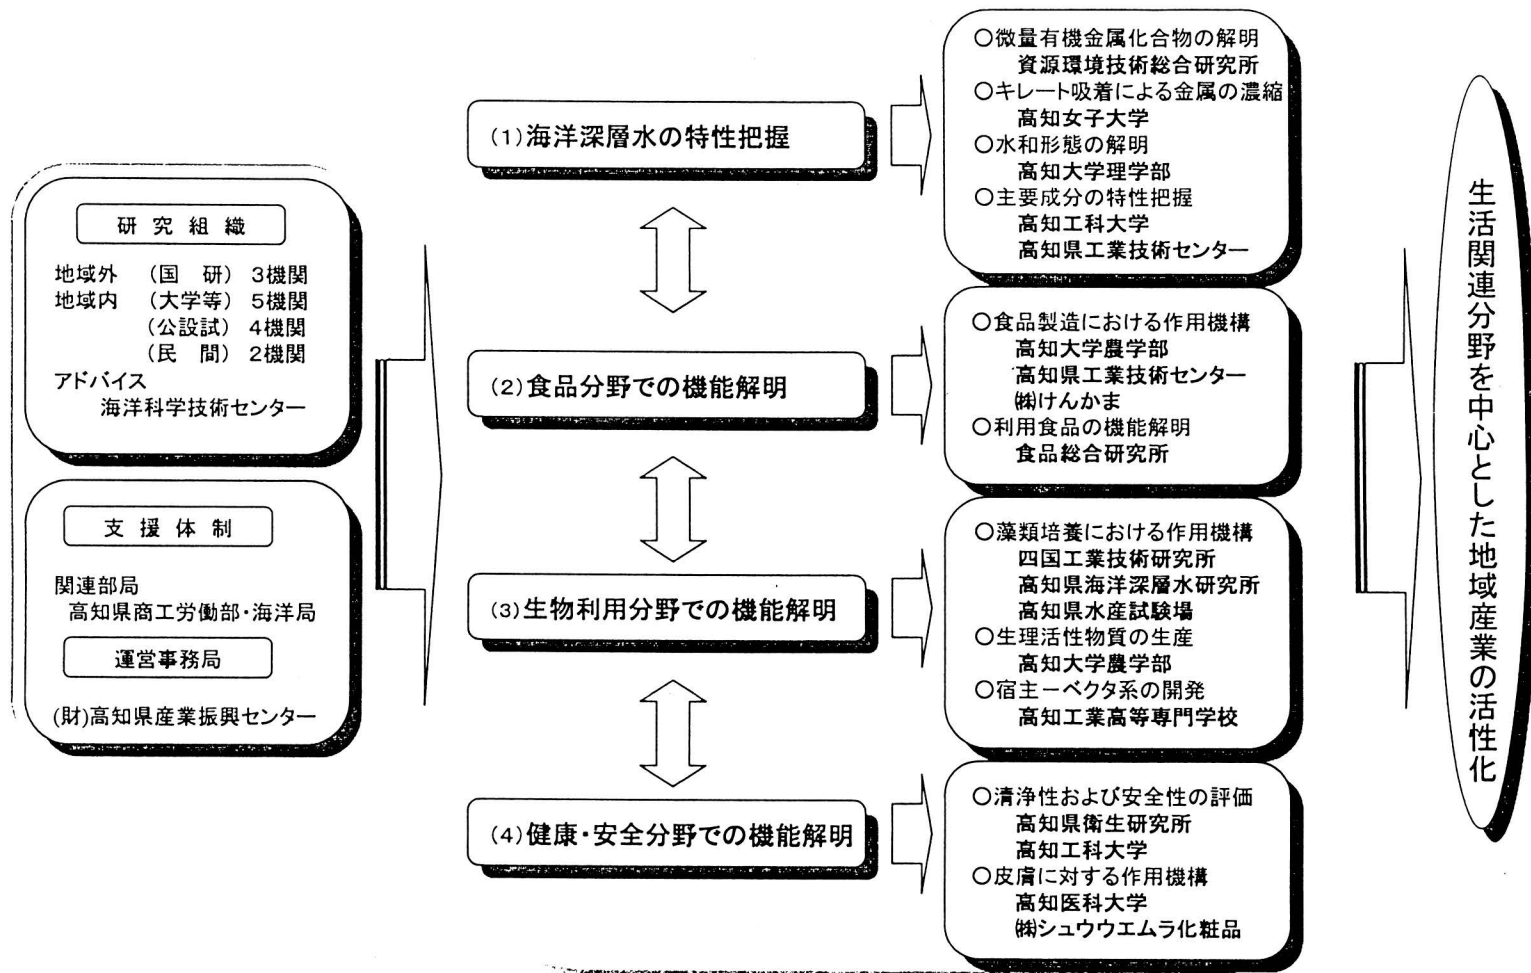 研究組織
地域外 (国 研) 3機関
地域内 (大学等) 5機関
(公設試) 4機関
(民 間) 2機関
アドバイス
海洋科学技術センター
支援体制
関連部局
高知県商工労働部・海洋局
運営事務局
(財)高知県産業振興センター
(1)海洋深層水の特性把握
(2)食品分野での機能解明
(3)生物利用分野での機能解明
(4)健康・安全分野での機能解明
○微量有機金属化合物の解明
資源環境技術総合研究所
○キレート吸着による金属の濃縮
高知女子大学
○水和形態の解明
高知大学理学部
○主要成分の特性把握
高知工科大学
高知県工業技術センター
○食品製造における作用機構
高知大学農学部
高知県工業技術センター
㈱けんかま
○利用食品の機能解明
食品総合研究所
○藻類培養における作用機構
四国工業技術研究所
高知県海洋深層水研究所
高知県水産試験場
○生理活性物質の生産
高知大学農学部
○宿主－ベクタ系の開発
高知工業高等専門学校
○清浄性および安全性の評価
高知県衛生研究所
高知工科大学
○皮膚に対する作用機構
高知医科大学
㈱シュウウエムラ化粧品
生活関連分野を中心とした地域産業の活性化